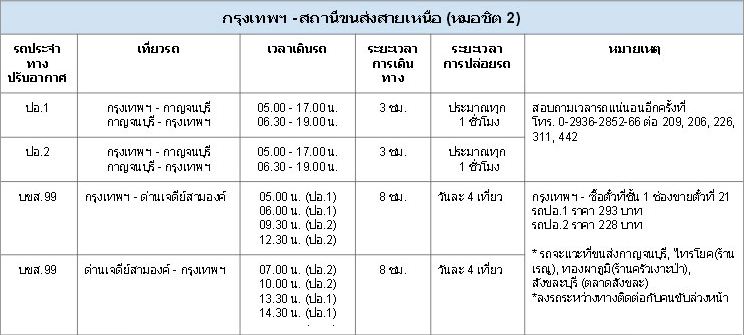 กรุงเทพฯ - สถานีขนส่งสายเหนือ (หมอชิต 2)
รถประจำ
ทาง
ปรับอากาศ
เที่ยวรถ
เวลาเดินรถ
ระยะเวลา
การเดิน
ทาง
ระยะเวลา
การปล่อยรถ
หมายเหตุ
ปอ.1
กรุงเทพฯ - กาญจนบุรี
กาญจนบุรี - กรุงเทพฯ
05.00 - 17.00 น.
06.30 - 19.00 น.
3 ชม.
ประมาณทุก
1 ชั่วโมง
สอบถามเวลารถแน่นอนอีกครั้งที่
โทร. 0-2936-2852-66 ต่อ 209, 206, 226,
311, 442
ปอ.2
กรุงเทพฯ - กาญจนบุรี
กาญจนบุรี - กรุงเทพฯ
05.00 - 17.00 น.
06.30 - 19.00 น.
3 ชม.
ประมาณทุก
1 ชั่วโมง
บขส.99
กรุงเทพฯ - ด่านเจดีย์สามองค์
05.00 น. (ปอ.1)
06.00 น. (ปอ.1)
09.30 น. (ปอ.2)
12.30 น. (ปอ.2)
8 ชม.
วันละ 4 เที่ยว
กรุงเทพฯ - ซื้อตั๋วที่ชั้น 1 ช่องขายตั๋วที่ 21
รถปอ.1 ราคา 293 บาท
รถปอ.2 ราคา 228 บาท
* รถจะแวะที่ขนส่งกาญจนบุรี, ไทรโยค(ร้าน
เรณู), ทองผาภูมิ(ร้านครัวเงาะป่า),
สังขละบุรี (ตลาดสังขละ)
*ลงรถระหว่างทางติดต่อกับคนขับล่วงหน้า
บขส.99
ด่านเจดีย์สามองค์ - กรุงเทพฯ
07.00 น. (ปอ.2)
10.00 น. (ปอ.2)
13.30 น. (ปอ.1)
14.30 น. (ปอ.1)
8 ชม.
วันละ 4 เที่ยว